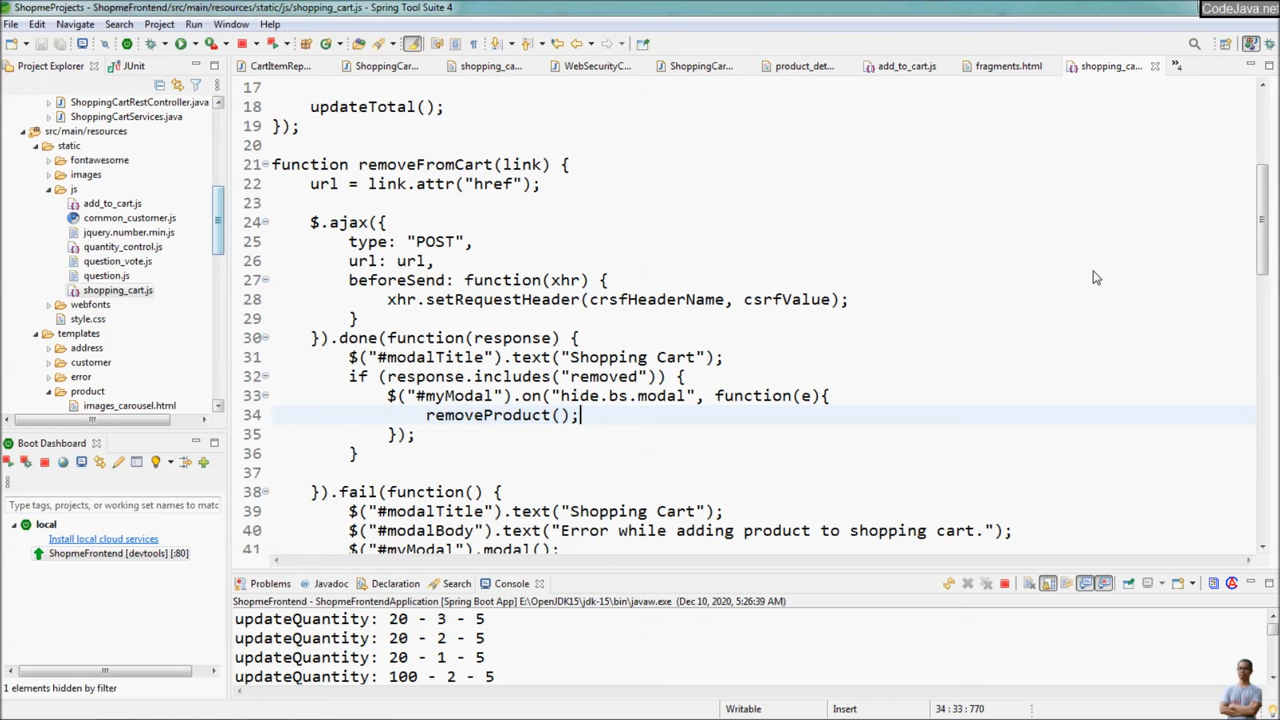 ShopmeProjects - ShopmeFrontend/src/main/resources/static/js/shopping_cart.js - Spring Tool Suite 4
CodeJava.net
File Edit Navigate Search Project Run Window Help
Project Explorer JUnit
CartItemRep... ShoppingCar... shopping_ca... WebSecurityC... ShoppingCar... product_det... add_to_cart.js fragments.html shopping_ca... 4
ShoppingCartRestController.java
ShoppingCartServices.java
src/main/resources
static
fontawesome
images
js
add_to_cart.js
common_customer.js
jquery.number.min.js
quantity_control.js
question_vote.js
question.js
shopping_cart.js
webfonts
style.css
templates
address
customer
error
product
images_carousel.html
17
18 updateTotal();
19 });
20
21 function removeFromCart(link) {
22 url = link.attr("href");
23
24 $.ajax({
25 type: "POST",
26 url: url,
27 beforeSend: function(xhr) {
28 xhr.setRequestHeader(crsfHeaderName, csrfValue);
29 }
30 }).done(function(response) {
31 $("#modalTitle").text("Shopping Cart");
32 if (response.includes("removed")) {
33 $("#myModal").on("hide.bs.modal", function(e){
34 removeProduct();
35 });
36 }
37
38 }).fail(function() {
39 $("#modalTitle").text("Shopping Cart");
40 $("#modalBody").text("Error while adding product to shopping cart.");
41 $("#myModal").modal();
Boot Dashboard
Type tags, projects, or working set names to matc
local
Install local cloud services
ShopmeFrontend [devtools] [:80]
1 elements hidden by filter
Problems Javadoc Declaration Search Console
ShopmeFrontend - ShopmeFrontendApplication [Spring Boot App] E:\OpenJDK15\jdk-15\bin\javaw.exe (Dec 10, 2020, 5:26:39 AM)
updateQuantity: 20 - 3 - 5
updateQuantity: 20 - 2 - 5
updateQuantity: 20 - 1 - 5
updateQuantity: 100 - 2 - 5
Writable Insert 34 : 33 : 770